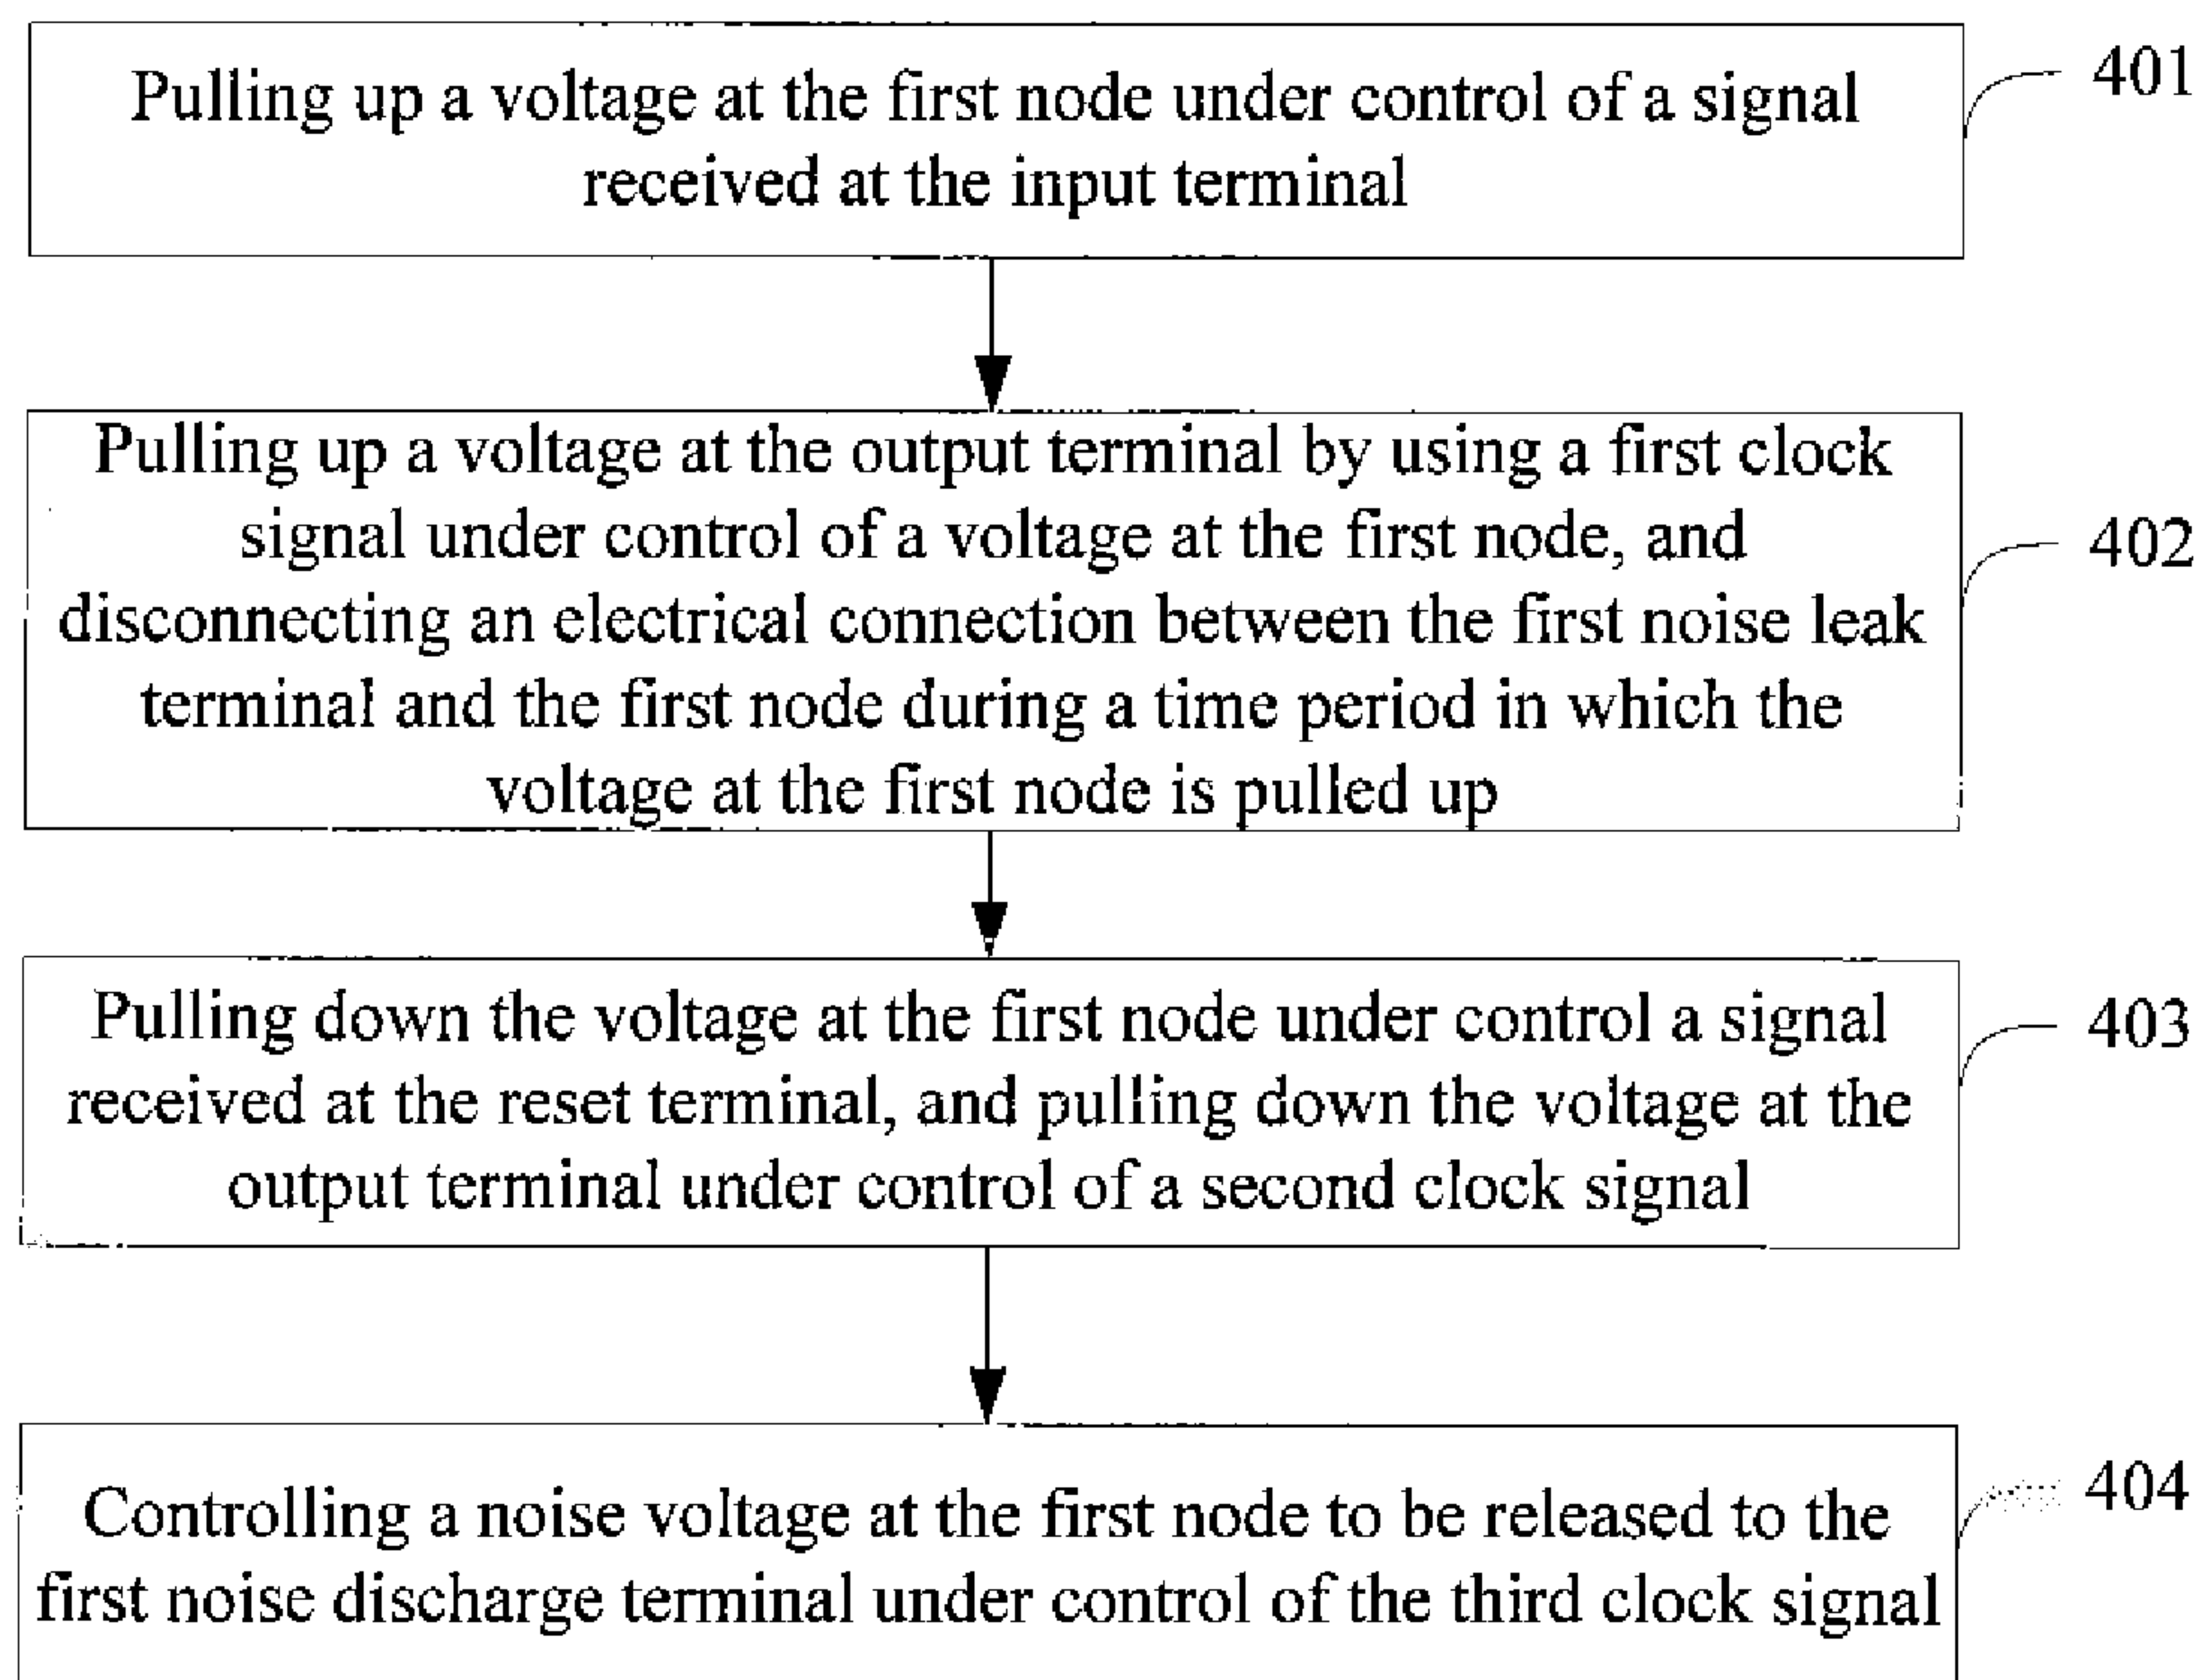 Pulling up a voltage at the first node under control of a signal
received at the input terminal
401
Pulling up a voltage at the output terminal by using a first clock
signal under control of a voltage at the first node, and
disconnecting an electrical connection between the first noise leak
terminal and the first node during a time period in which the
voltage at the first node is pulled up
402
Pulling down the voltage at the first node under control a signal
received at the reset terminal, and pulling down the voltage at the
output terminal under control of a second clock signal
403
Controlling a noise voltage at the first node to be released to the
first noise discharge terminal under control of the third clock signal
404